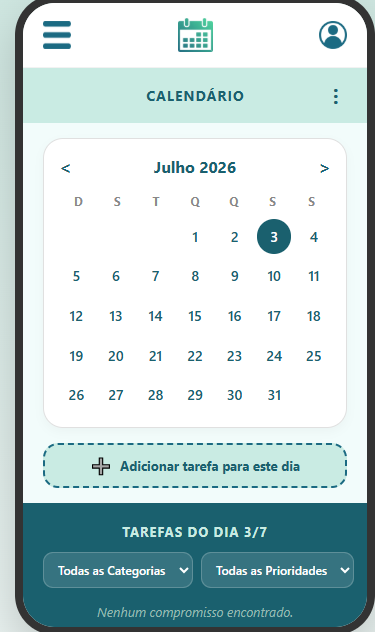 CALENDÁRIO
< Julho 2026 >
D S T Q Q S S
1 2 3 4
5 6 7 8 9 10 11
12 13 14 15 16 17 18
19 20 21 22 23 24 25
26 27 28 29 30 31
Adicionar tarefa para este dia
TAREFAS DO DIA 3/7
Todas as Categorias Todas as Prioridades
Nenhum compromisso encontrado.